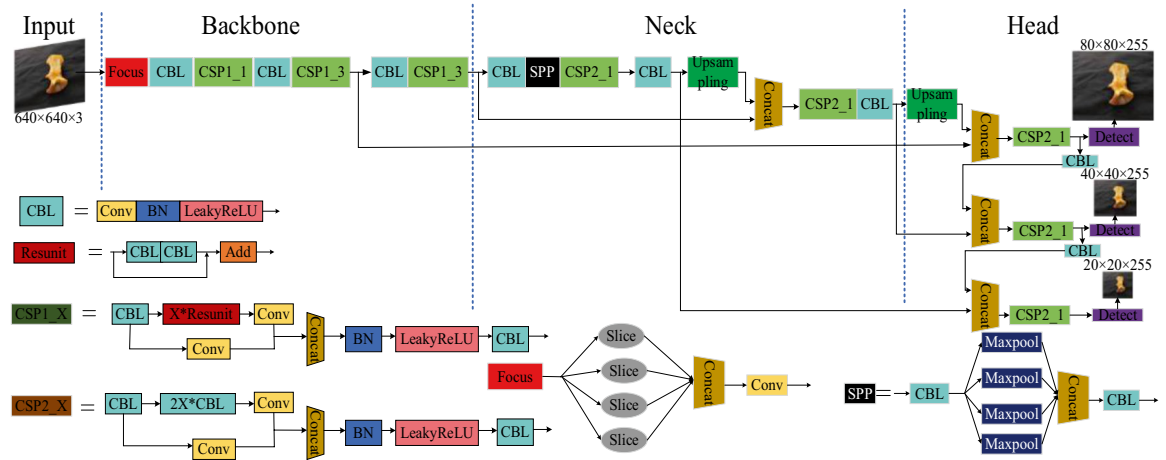 Input
Backbone
Neck
Head
80×80×255
640×640×3
Focus
CBL
CSP1_1
CBL
CSP1_3
CBL
CSP1_3
CBL
SPP
CSP2_1
CBL
Upsam
pling
Concat
CSP2_1
CBL
Upsam
pling
Concat
CSP2_1
Detect
CBL
40×40×255
Concat
CSP2_1
Detect
CBL
20×20×255
Concat
CSP2_1
Detect
CBL
=
Conv
BN
LeakyReLU
Resunit
=
CBL
CBL
Add
CSP1_X
=
CBL
X*Resunit
Conv
Conv
Concat
BN
LeakyReLU
CBL
CSP2_X
=
CBL
2X*CBL
Conv
Conv
Concat
BN
LeakyReLU
CBL
Focus
Slice
Slice
Slice
Slice
Concat
Conv
SPP
=
CBL
Maxpool
Maxpool
Maxpool
Maxpool
Concat
CBL